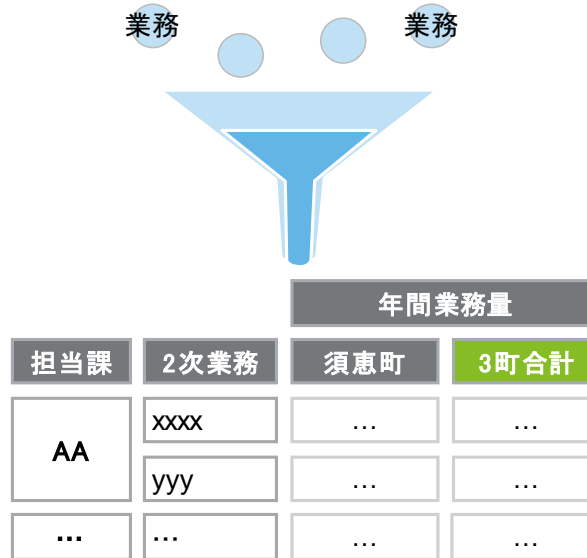 業務 業務
年間業務量
担当課 2次業務 須恵町 3町合計
AA xxxx ... ...
yyy ... ...
... ... ... ...